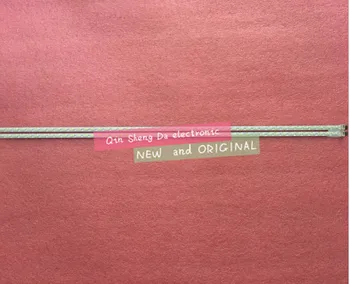 Qin Sheng Da electronic
NEW and ORIGINAL